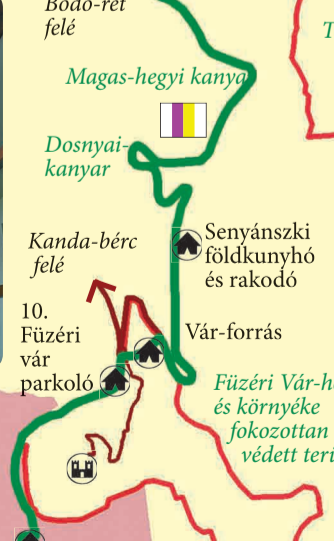 Bodó-rét
felé
Magas-hegyi kanya
Dosnyai-
kanyar
Senyánszki
földkunyhó
és rakodó
Kanda-bérc
felé
10.
Füzéri
vár
parkoló
Vár-forrás
Füzéri Vár-h
és környéke
fokozottan
védett terü